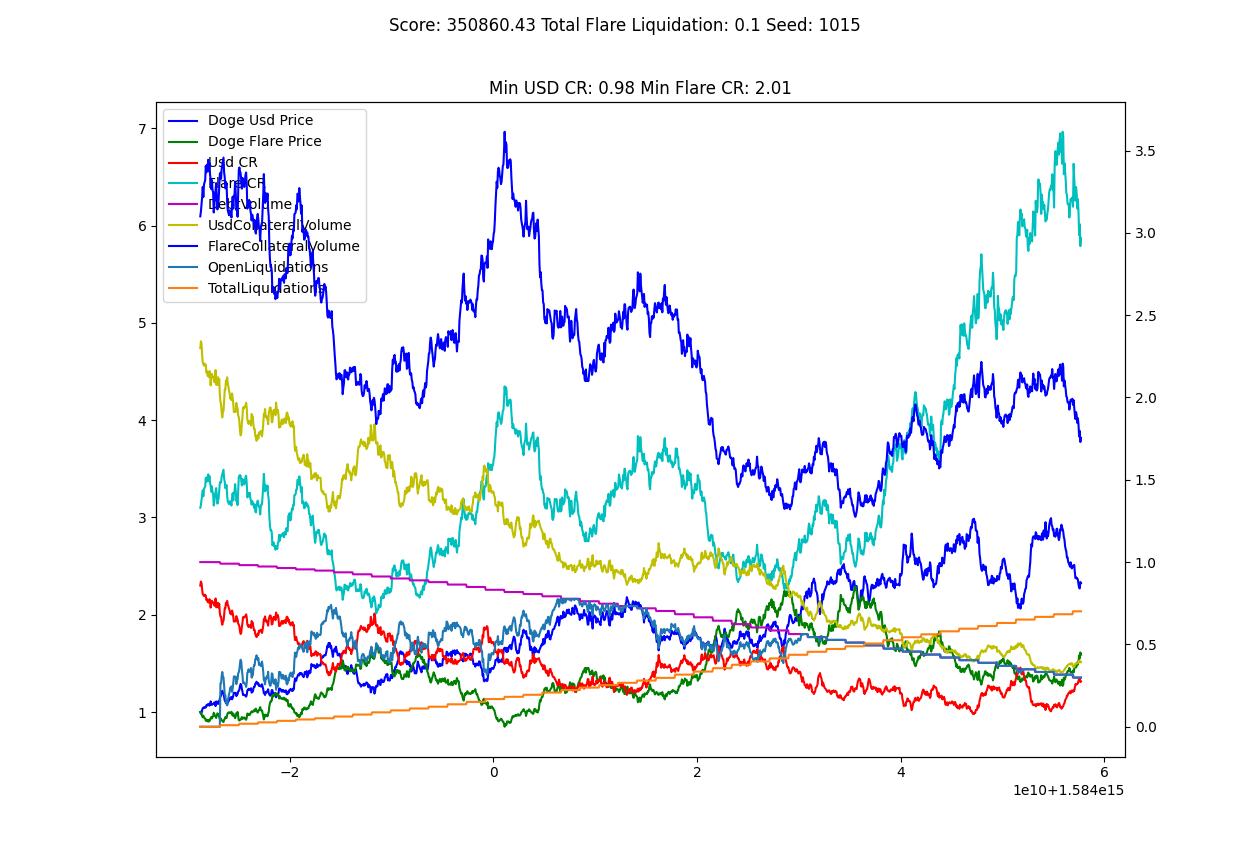 Score: 350860.43 Total Flare Liquidation: 0.1 Seed: 1015
Min USD CR: 0.98 Min Flare CR: 2.01
Doge Usd Price
Doge Flare Price
Usd CR
Flare CR
DebtVolume
UsdCollateralVolume
FlareCollateralVolume
OpenLiquidations
TotalLiquidations
7
6
5
4
3
2
1
3.5
3.0
2.5
2.0
1.5
1.0
0.5
0.0
−2 0 2 4 6
1e10+1.584e15